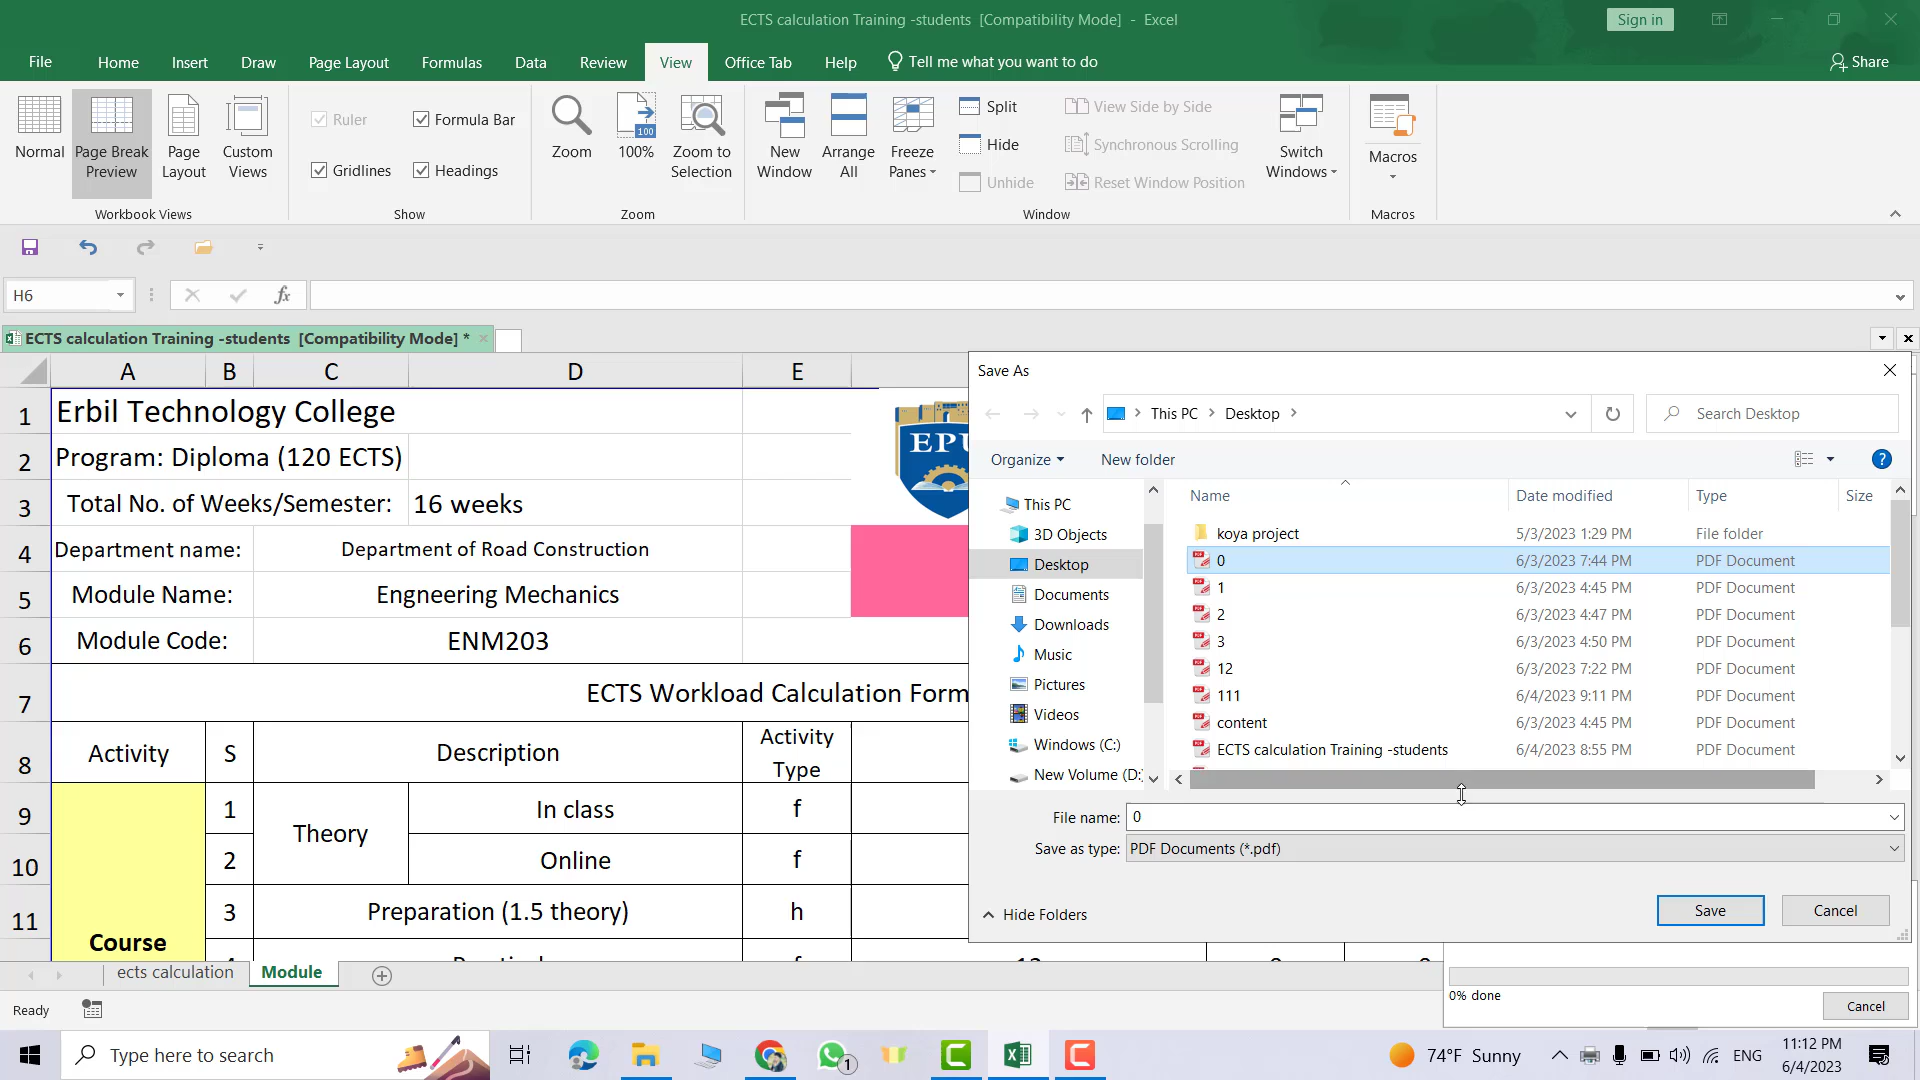 ECTS calculation Training -students  [Compatibility Mode]  -  Excel
Sign in
File Home Insert Draw Page Layout Formulas Data Review View Office Tab Help Tell me what you want to do
Share
Normal
Page Break Preview
Page Layout
Custom Views
Workbook Views
Ruler
Formula Bar
Gridlines
Headings
Show
Zoom
100
100%
Zoom to Selection
Zoom
New Window
Arrange All
Freeze Panes
Split
Hide
Unhide
View Side by Side
Synchronous Scrolling
Reset Window Position
Window
Switch Windows
Macros
Macros
H6
fx
ECTS calculation Training -students  [Compatibility Mode] *
A B C D E
1 Erbil Technology College
2 Program: Diploma (120 ECTS)
3 Total No. of Weeks/Semester: 16 weeks
EPU
4 Department name: Department of Road Construction
5 Module Name: Engneering Mechanics
6 Module Code: ENM203
7 ECTS Workload Calculation Form
8 Activity S Description Activity Type
9 1 Theory In class f
10 2 Online f
11 3 Preparation (1.5 theory) h
Course
ects calculation Module
Ready
Save As
This PC > Desktop >
Search Desktop
Organize
New folder
?
This PC
3D Objects
Desktop
Documents
Downloads
Music
Pictures
Videos
Windows (C:)
New Volume (D:
Name Date modified Type Size
koya project 5/3/2023 1:29 PM File folder
0 6/3/2023 7:44 PM PDF Document
1 6/3/2023 4:45 PM PDF Document
2 6/3/2023 4:47 PM PDF Document
3 6/3/2023 4:50 PM PDF Document
12 6/3/2023 7:22 PM PDF Document
111 6/4/2023 9:11 PM PDF Document
content 6/3/2023 4:45 PM PDF Document
ECTS calculation Training -students 6/4/2023 8:55 PM PDF Document
File name: 0
Save as type: PDF Documents (*.pdf)
Hide Folders
Save
Cancel
0% done
Cancel
Type here to search
1
74°F Sunny
ENG
11:12 PM
6/4/2023